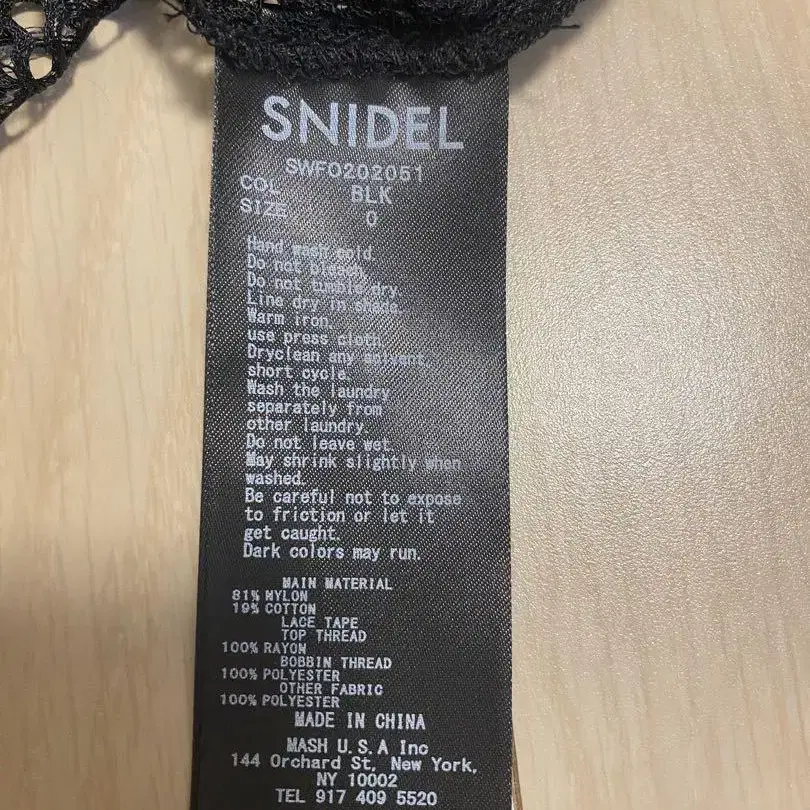 SNIDEL
SWFO202051
COL BLK
SIZE 0
Hand wash cold.
Do not bleach.
Do not tumble dry.
Line dry in shade.
Warm iron.
use press cloth.
Dryclean any solvent,
short cycle.
Wash the laundry
separately from
other laundry.
Do not leave wet.
May shrink slightly when
washed.
Be careful not to expose
to friction or let it
get caught.
Dark colors may run.
MAIN MATERIAL
81% NYLON
19% COTTON
LACE TAPE
TOP THREAD
100% RAYON
BOBBIN THREAD
100% POLYESTER
OTHER FABRIC
100% POLYESTER
MADE IN CHINA
MASH U.S.A Inc
144 Orchard St, New York,
NY 10002
TEL 917 409 5520